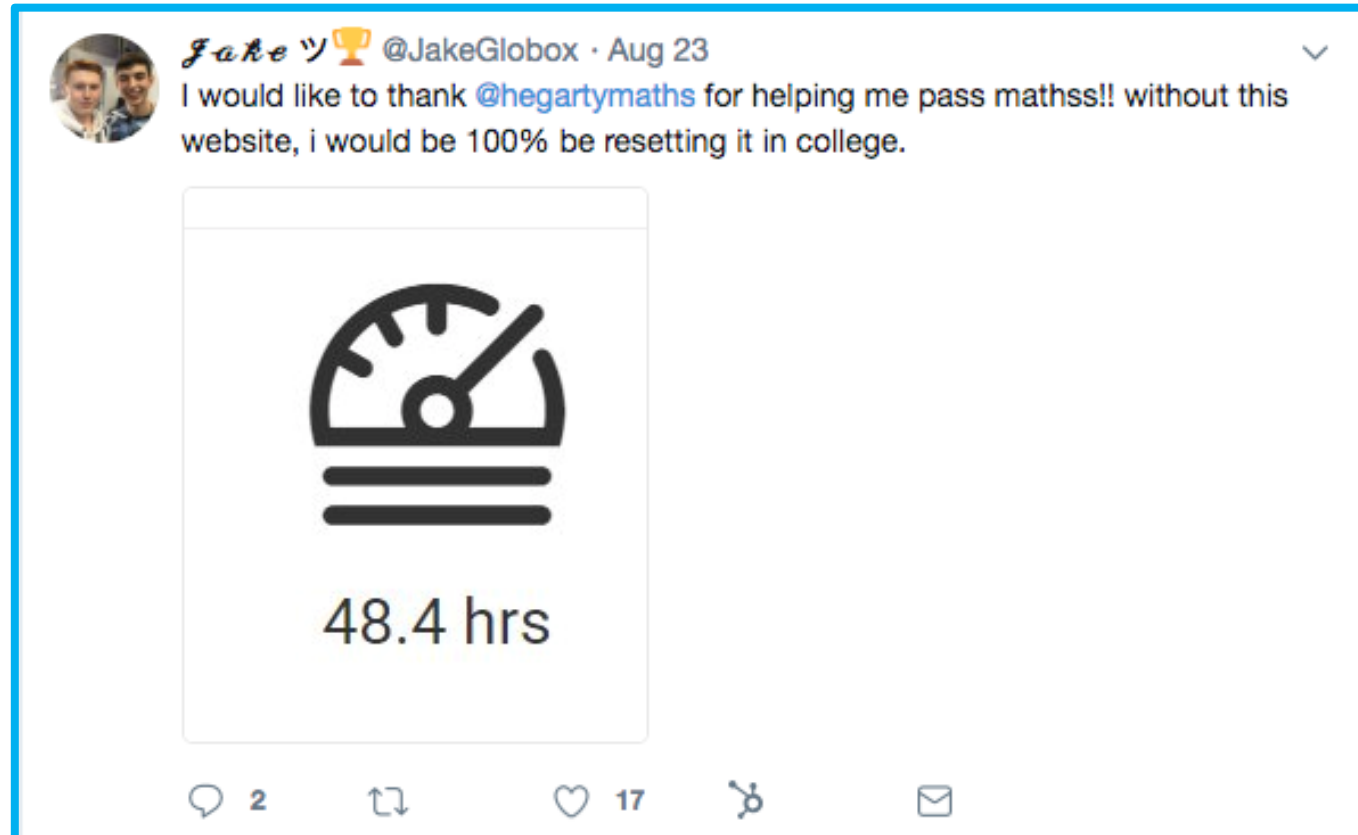 𝒥𝒶𝓀𝑒 ツ🏆 @JakeGlobox · Aug 23
I would like to thank @hegartymaths for helping me pass mathss!! without this
website, i would be 100% be resetting it in college.
48.4 hrs
2 17